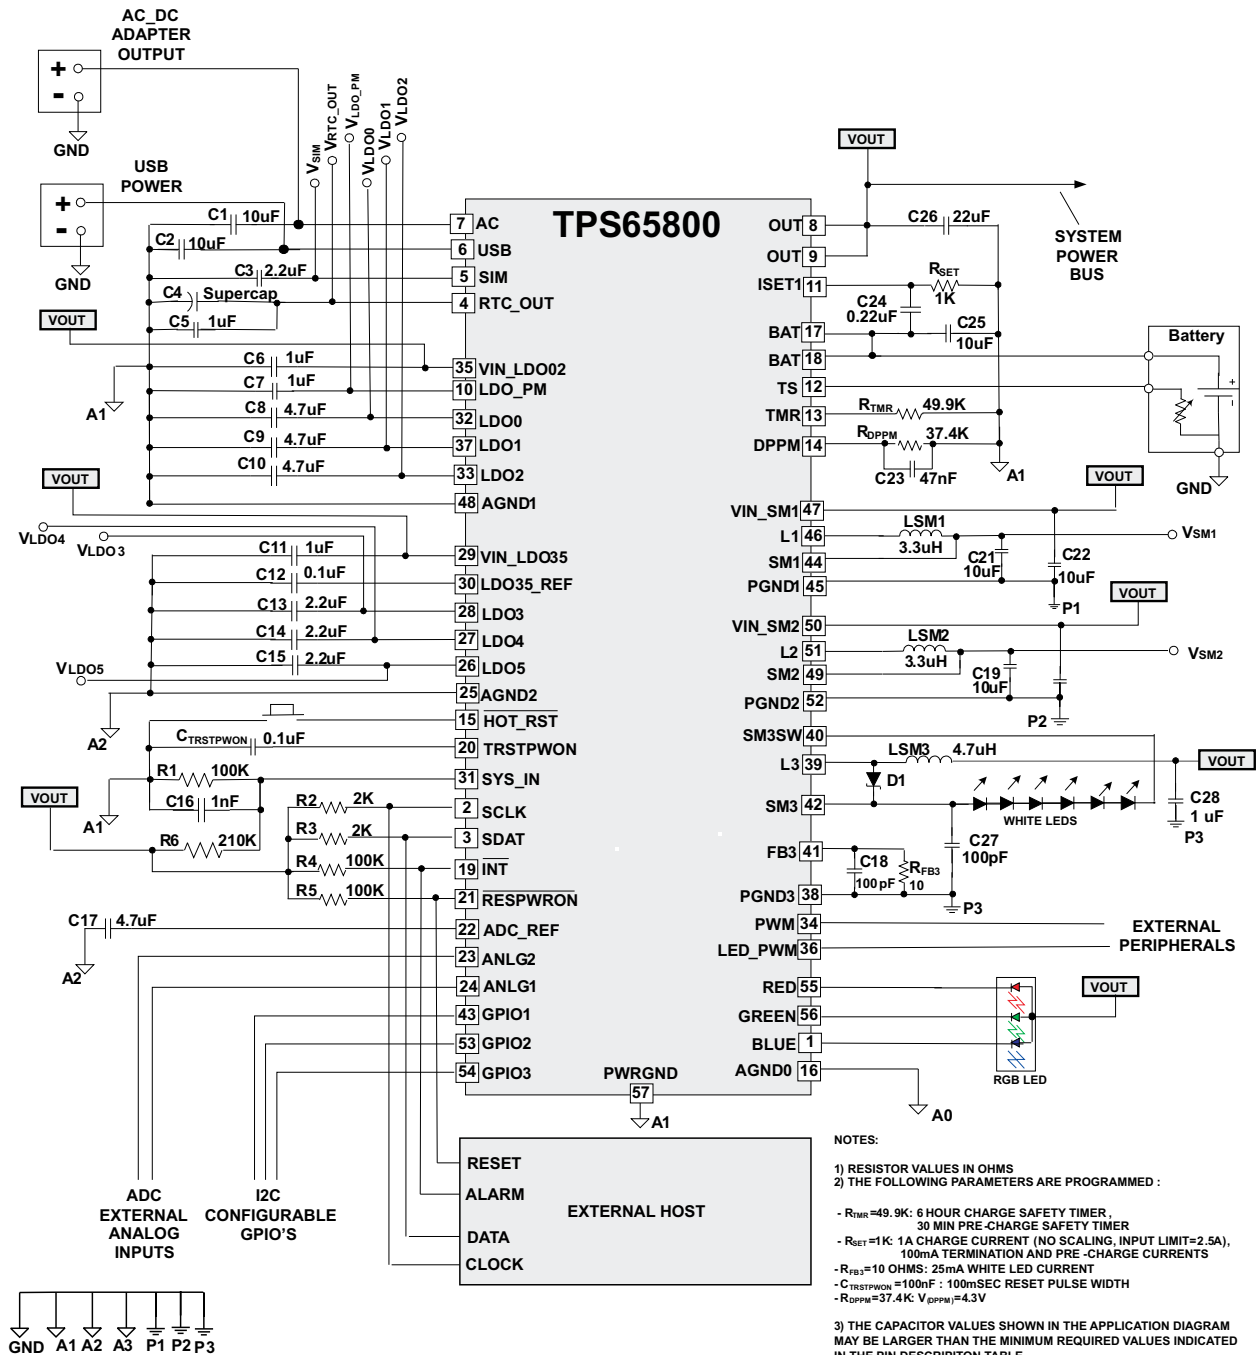 AC_DC
ADAPTER
OUTPUT
+
-
GND
USB
POWER
+
-
GND
VSIM
VRTC_OUT
VLDO_PM
VLDO0
VLDO1
VLDO2
TPS65800
C1 10uF
7 AC
C2 10uF
6 USB
C3 2.2uF
5 SIM
C4 Supercap
4 RTC_OUT
C5 1uF
VOUT
C6 1uF
35 VIN_LDO02
C7 1uF
10 LDO_PM
A1
C8 4.7uF
32 LDO0
C9 4.7uF
37 LDO1
C10 4.7uF
33 LDO2
VOUT
48 AGND1
VLDO4
VLDO3
C11 1uF
29 VIN_LDO35
C12 0.1uF
30 LDO35_REF
C13 2.2uF
28 LDO3
C14 2.2uF
27 LDO4
C15 2.2uF
26 LDO5
VLDO5
25 AGND2
A2
15 HOT_RST
CTRSTPWON 0.1uF
20 TRSTPWON
R1 100K
31 SYS_IN
VOUT
C16 1nF
A1
R2 2K
2 SCLK
R6 210K
R3 2K
3 SDAT
R4 100K
19 INT
R5 100K
21 RESPWRON
C17 4.7uF
22 ADC_REF
A2
23 ANLG2
24 ANLG1
43 GPIO1
53 GPIO2
54 GPIO3
PWRGND
57
A1
VOUT
OUT 8
C26 22uF
SYSTEM
POWER
BUS
OUT 9
ISET1 11
RSET
1K
C24
0.22uF
BAT 17
C25
10uF
BAT 18
Battery
+
-
TS 12
TMR 13
RTMR 49.9K
DPPM 14
RDPPM 37.4K
C23 47nF
A1
GND
VOUT
VIN_SM1 47
L1 46
LSM1
3.3uH
VSM1
SM1 44
C21
10uF
C22
10uF
PGND1 45
P1
VOUT
VIN_SM2 50
L2 51
LSM2
3.3uH
VSM2
SM2 49
C19
10uF
PGND2 52
P2
SM3SW 40
L3 39
LSM3 4.7uH
VOUT
D1
SM3 42
WHITE LEDS
C28
1 uF
P3
C27
100pF
FB3 41
C18
100pF
RFB3
10
PGND3 38
P3
PWM 34
LED_PWM 36
EXTERNAL
PERIPHERALS
RED 55
VOUT
GREEN 56
BLUE 1
RGB LED
AGND0 16
A0
RESET
ALARM
DATA
CLOCK
EXTERNAL HOST
ADC
EXTERNAL
ANALOG
INPUTS
I2C
CONFIGURABLE
GPIO'S
GND A1 A2 A3 P1 P2 P3
NOTES:
1) RESISTOR VALUES IN OHMS
2) THE FOLLOWING PARAMETERS ARE PROGRAMMED :
- RTMR=49.9K: 6 HOUR CHARGE SAFETY TIMER ,
30 MIN PRE-CHARGE SAFETY TIMER
- RSET=1K: 1A CHARGE CURRENT (NO SCALING, INPUT LIMIT=2.5A),
100mA TERMINATION AND PRE -CHARGE CURRENTS
- RFB3=10 OHMS: 25mA WHITE LED CURRENT
- CTRSTPWON =100nF : 100mSEC RESET PULSE WIDTH
- RDPPM=37.4K: V(DPPM)=4.3V
3) THE CAPACITOR VALUES SHOWN IN THE APPLICATION DIAGRAM
MAY BE LARGER THAN THE MINIMUM REQUIRED VALUES INDICATED
IN THE PIN DESCRIPITON TABLE